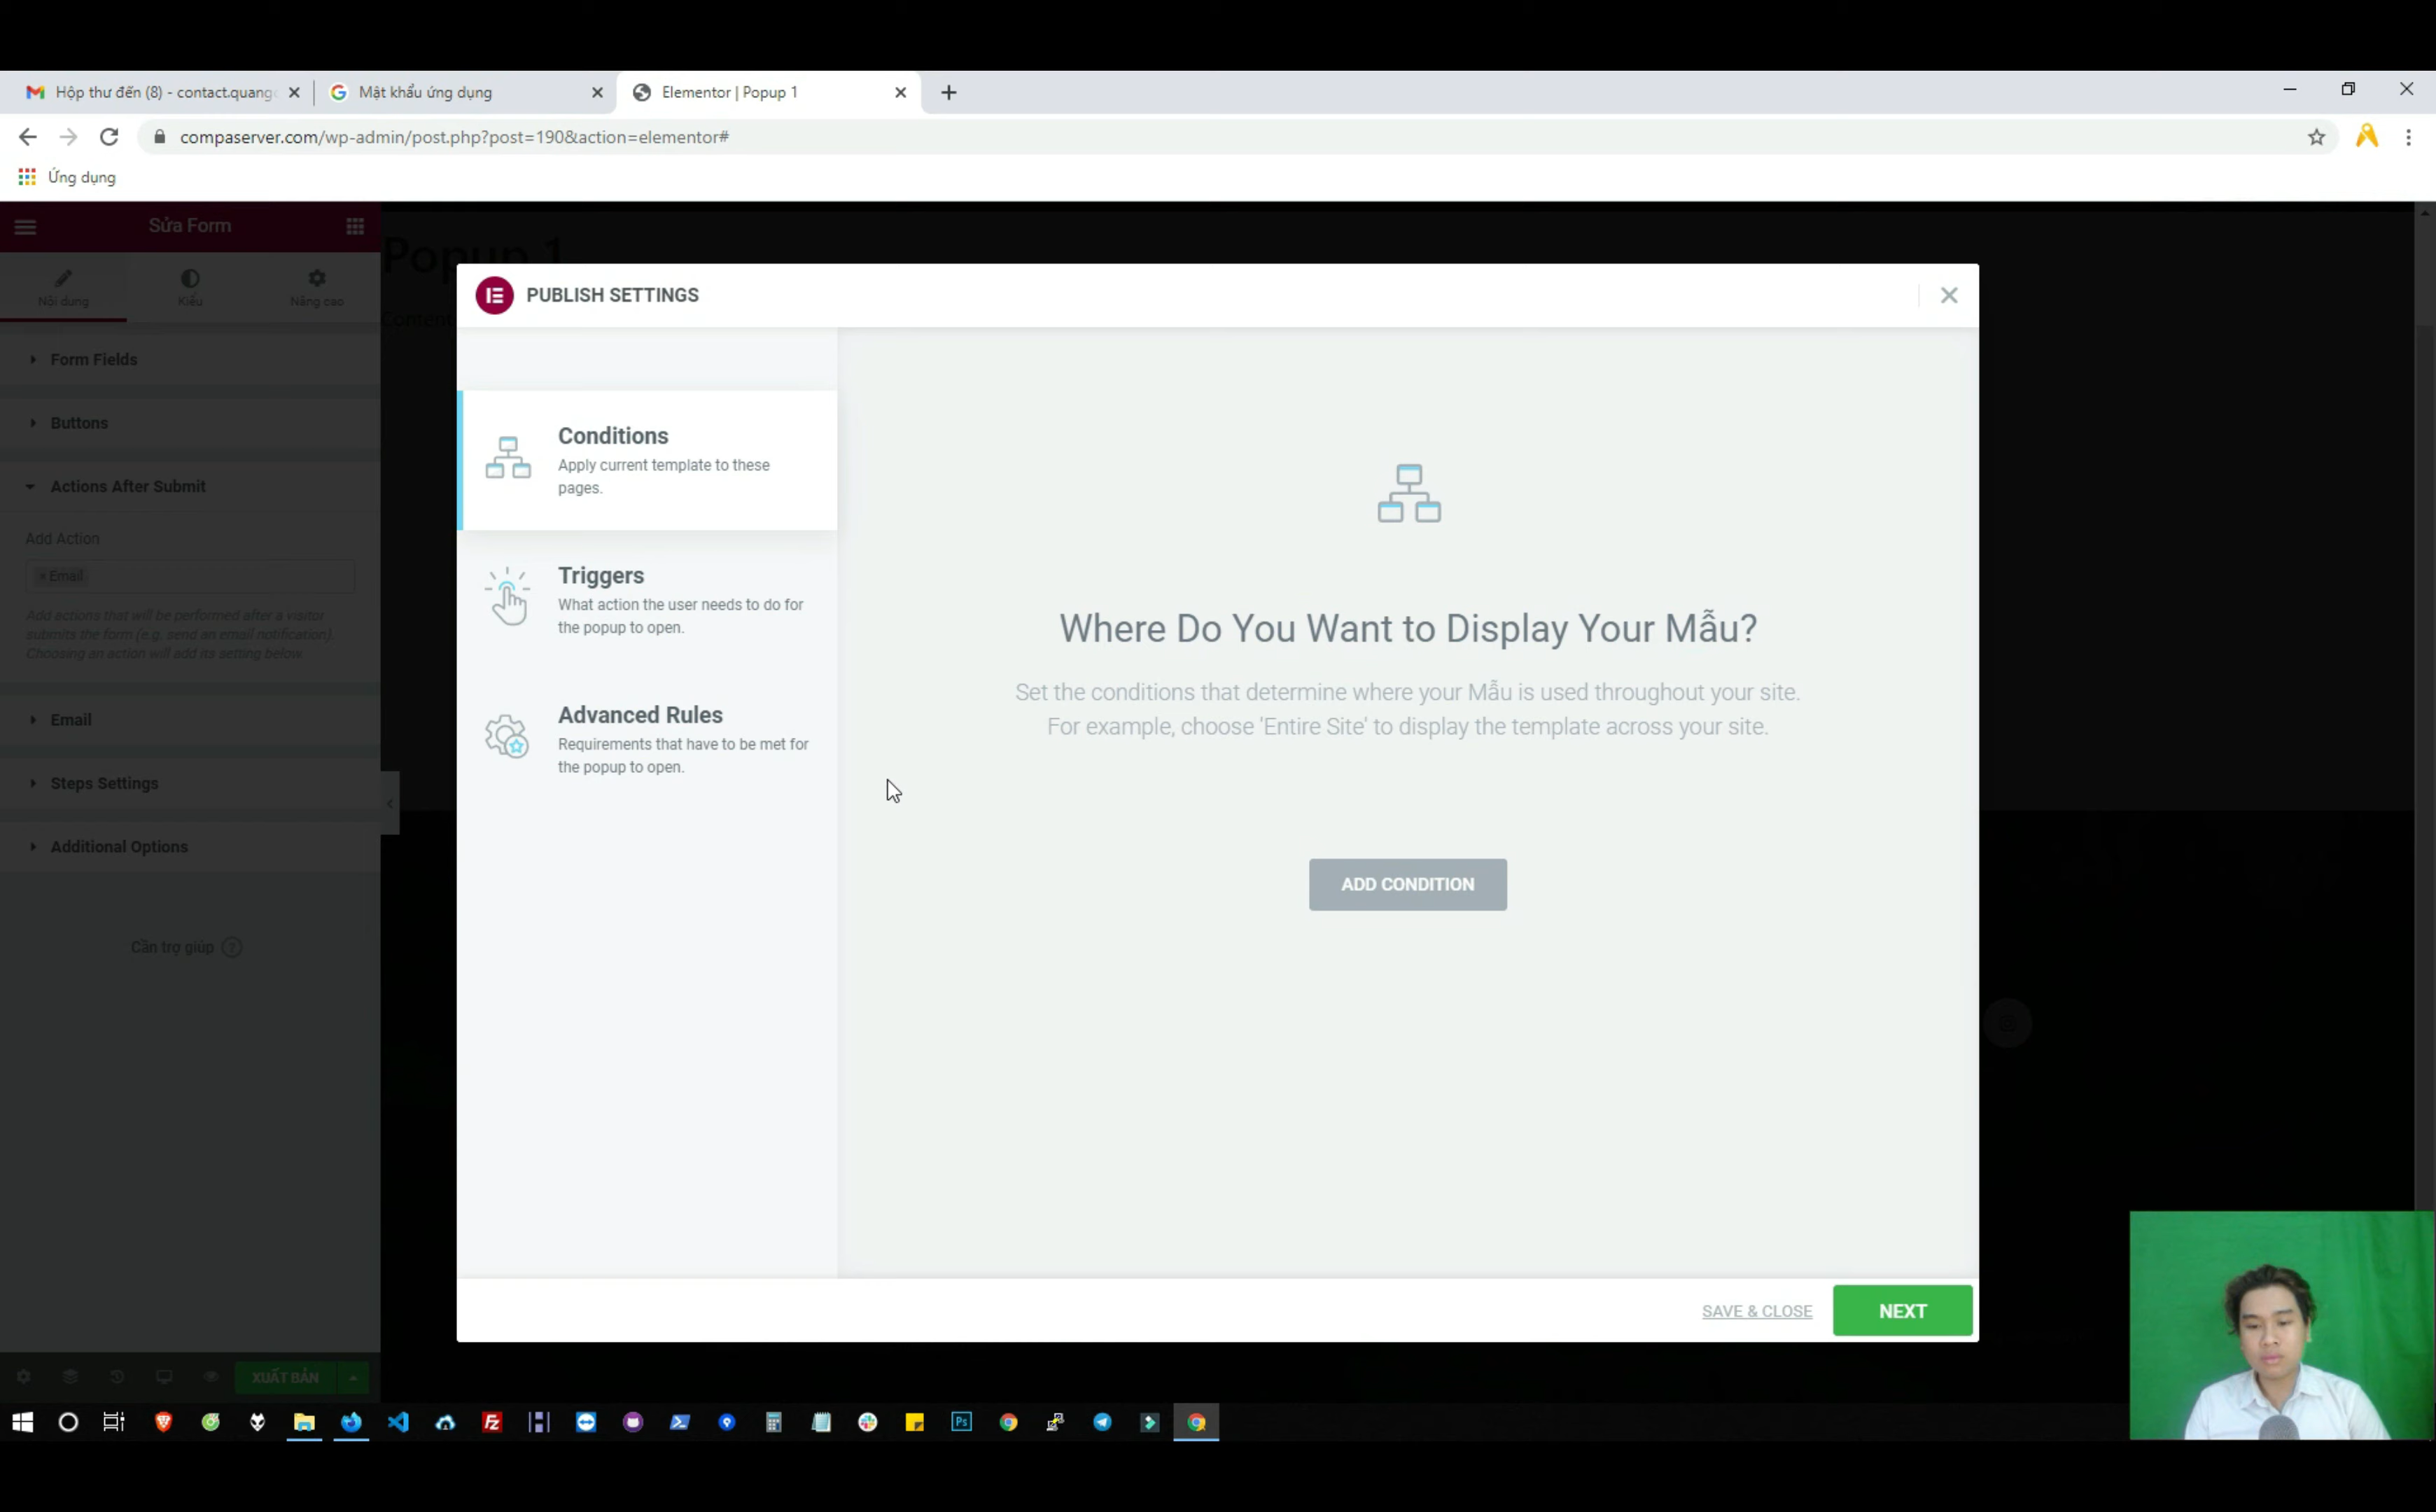 Hộp thư đến (8) - contact.quang
Mật khẩu ứng dụng
Elementor | Popup 1
compaserver.com/wp-admin/post.php?post=190&action=elementor#
Ứng dụng
Sửa Form
Nội dung
Kiểu
Nâng cao
Form Fields
Buttons
Actions After Submit
Add Action
× Email
Add actions that will be performed after a visitor
submits the form (e.g. send an email notification).
Choosing an action will add its setting below.
Email
Steps Settings
Additional Options
Cần trợ giúp
XUẤT BẢN
Popup 1
Content
PUBLISH SETTINGS
Conditions
Apply current template to these
pages.
Triggers
What action the user needs to do for
the popup to open.
Advanced Rules
Requirements that have to be met for
the popup to open.
Where Do You Want to Display Your Mẫu?
Set the conditions that determine where your Mẫu is used throughout your site.
For example, choose 'Entire Site' to display the template across your site.
ADD CONDITION
SAVE & CLOSE
NEXT
Fz
Ps